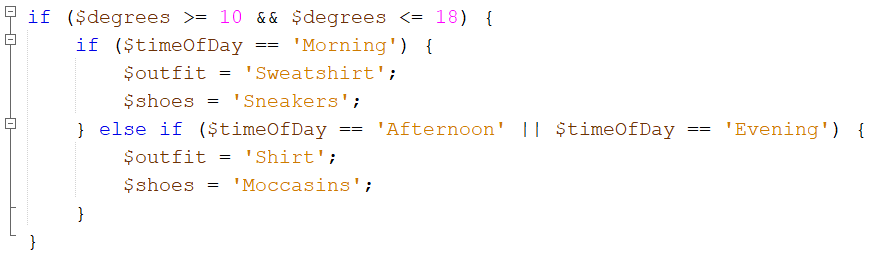 if ($degrees >= 10 && $degrees <= 18) {
    if ($timeOfDay == 'Morning') {
        $outfit = 'Sweatshirt';
        $shoes = 'Sneakers';
    } else if ($timeOfDay == 'Afternoon' || $timeOfDay == 'Evening') {
        $outfit = 'Shirt';
        $shoes = 'Moccasins';
    }
}